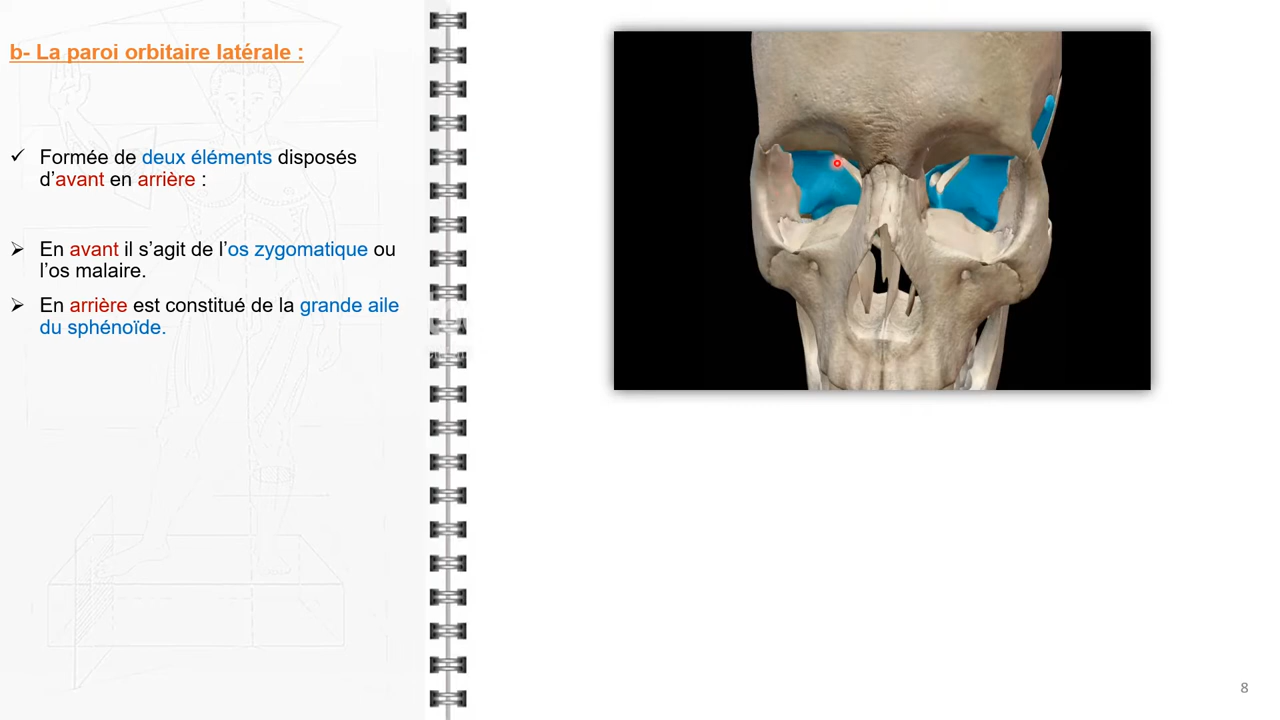 b- La paroi orbitaire latérale :
✓ Formée de deux éléments disposés
d’avant en arrière :
➢ En avant il s’agit de l’os zygomatique ou
l’os malaire.
➢ En arrière est constitué de la grande aile
du sphénoïde.
8